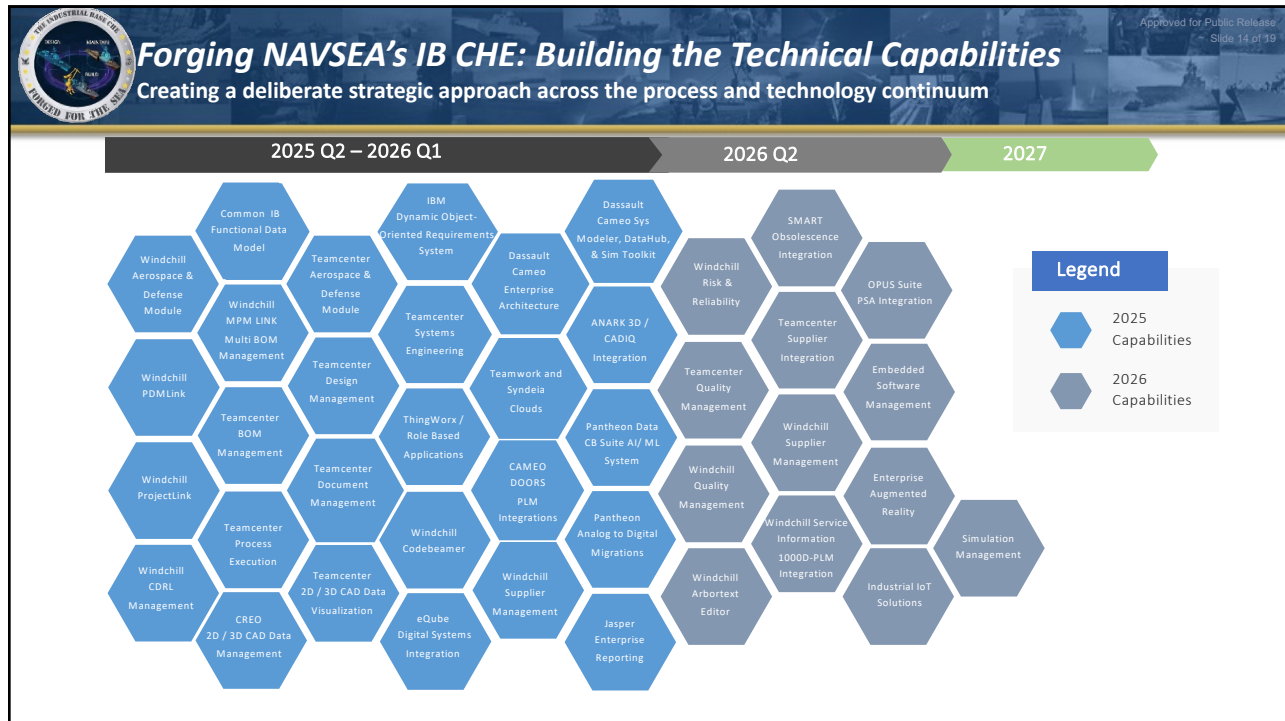 Approved for Public Release
Slide 14 of 19
THE INDUSTRIAL BASE CHE
DESIGN
BUILD
FORGED FOR THE SEA
Forging NAVSEA's IB CHE: Building the Technical Capabilities
Creating a deliberate strategic approach across the process and technology continuum
2025 Q2 – 2026 Q1
2026 Q2
2027
Windchill
Aerospace &
Defense
Module
Windchill
PDMLink
Windchill
ProjectLink
Windchill
CDRL
Management
Common IB
Functional Data
Model
Windchill
MPM LINK
Multi BOM
Management
Teamcenter
BOM
Management
Teamcenter
Process
Execution
CREO
2D / 3D CAD Data
Management
Teamcenter
Aerospace &
Defense
Module
Teamcenter
Design
Management
Teamcenter
Document
Management
Teamcenter
2D / 3D CAD Data
Visualization
IBM
Dynamic Object-
Oriented Requirements
System
Teamcenter
Systems
Engineering
ThingWorx /
Role Based
Applications
Windchill
Codebeamer
eQube
Digital Systems
Integration
Dassault
Cameo
Enterprise
Architecture
Teamwork and
Syndeia
Clouds
CAMEO
DOORS
PLM
Integrations
Windchill
Supplier
Management
Dassault
Cameo Sys
Modeler, DataHub,
& Sim Toolkit
ANARK 3D /
CADIQ
Integration
Pantheon Data
CB Suite AI/ ML
System
Pantheon
Analog to Digital
Migrations
Jasper
Enterprise
Reporting
Windchill
Risk &
Reliability
Teamcenter
Quality
Management
Windchill
Quality
Management
Windchill
Arbortext
Editor
SMART
Obsolescence
Integration
Teamcenter
Supplier
Integration
Windchill
Supplier
Management
Windchill Service
Information
1000D-PLM
Integration
OPUS Suite
PSA Integration
Embedded
Software
Management
Enterprise
Augmented
Reality
Industrial IoT
Solutions
Simulation
Management
Legend
2025
Capabilities
2026
Capabilities